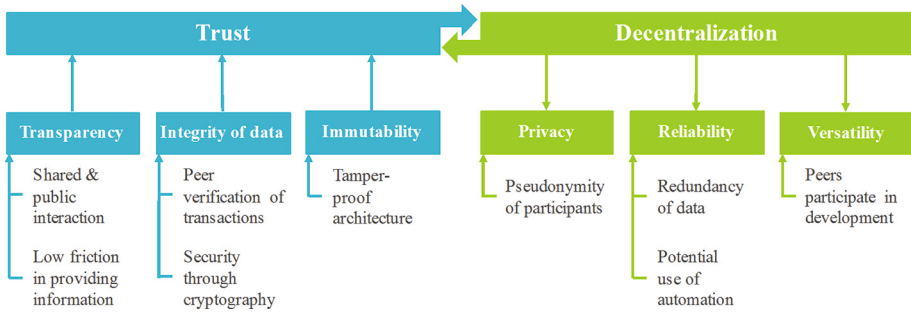 Trust
Decentralization
Transparency
Integrity of data
Immutability
Privacy
Reliability
Versatility
Shared &
public
interaction
Low friction
in providing
information
Peer
verification of
transactions
Security
through
cryptography
Tamper-
proof
architecture
Pseudonymity
of participants
Redundancy
of data
Potential
use of
automation
Peers
participate in
development